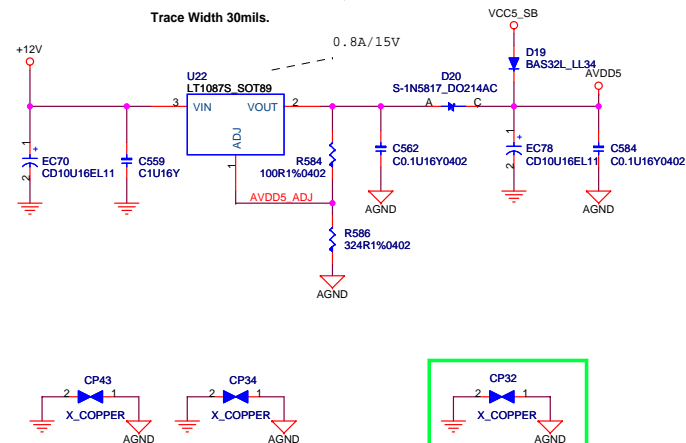 Trace Width 30mils.
VCC5_SB
0.8A/15V
+12V
D19
BAS32L_LL34
AVDD5
U22
LT1087S_SOT89
D20
S-1N5817_DO214AC
3 VIN VOUT 2
A C
ADJ
1
1 + 2
EC70
CD10U16EL11
C559
C1U16Y
R584
100R1%0402
C562
C0.1U16Y0402
1 + 2
EC78
CD10U16EL11
C584
C0.1U16Y0402
AVDD5_ADJ
AGND
AGND
R586
324R1%0402
AGND
CP43
2 1
X_COPPER
AGND
CP34
2 1
X_COPPER
AGND
CP32
2 1
X_COPPER
AGND